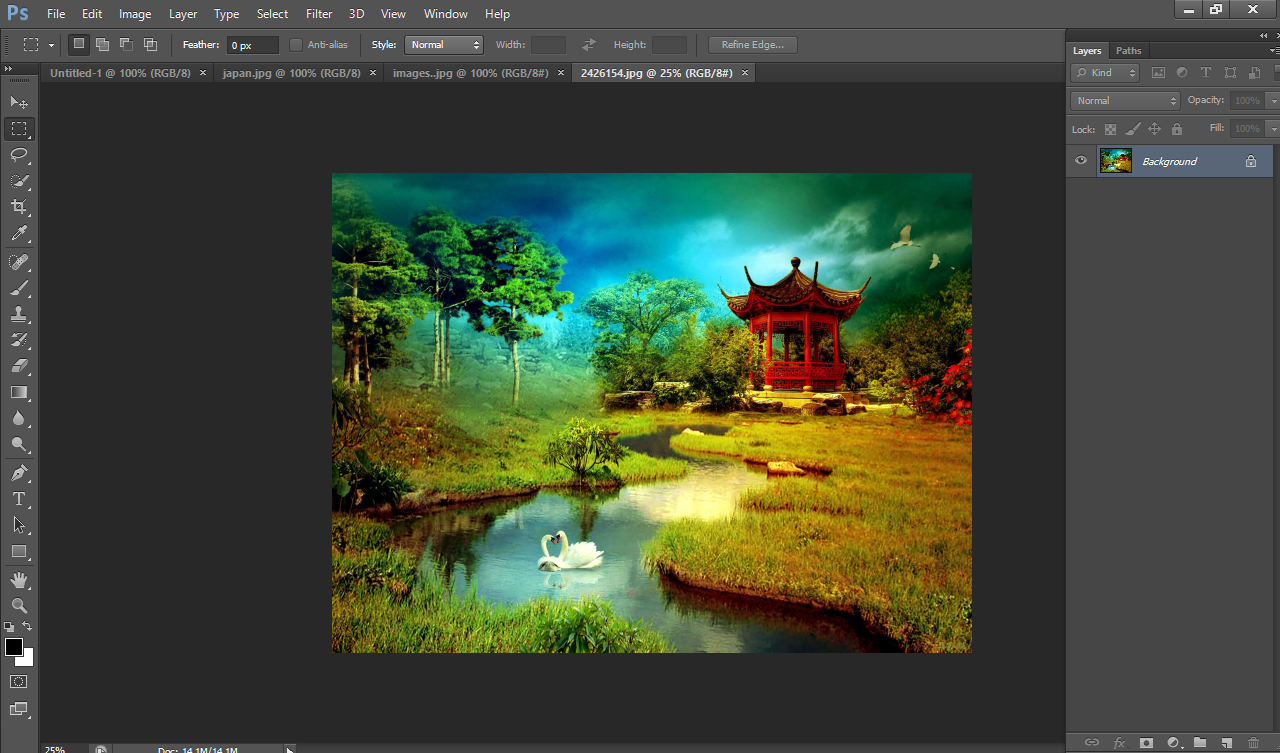 Ps File Edit Image Layer Type Select Filter 3D View Window Help
Feather: 0 px Anti-alias Style: Normal Width: Height: Refine Edge...
Untitled-1 @ 100% (RGB/8) × japan.jpg @ 100% (RGB/8) × images..jpg @ 100% (RGB/8#) × 2426154.jpg @ 25% (RGB/8#) ×
Layers Paths
Kind
Normal Opacity: 100%
Lock: Fill: 100%
Background
25% Doc: 14.1M/14.1M
fx